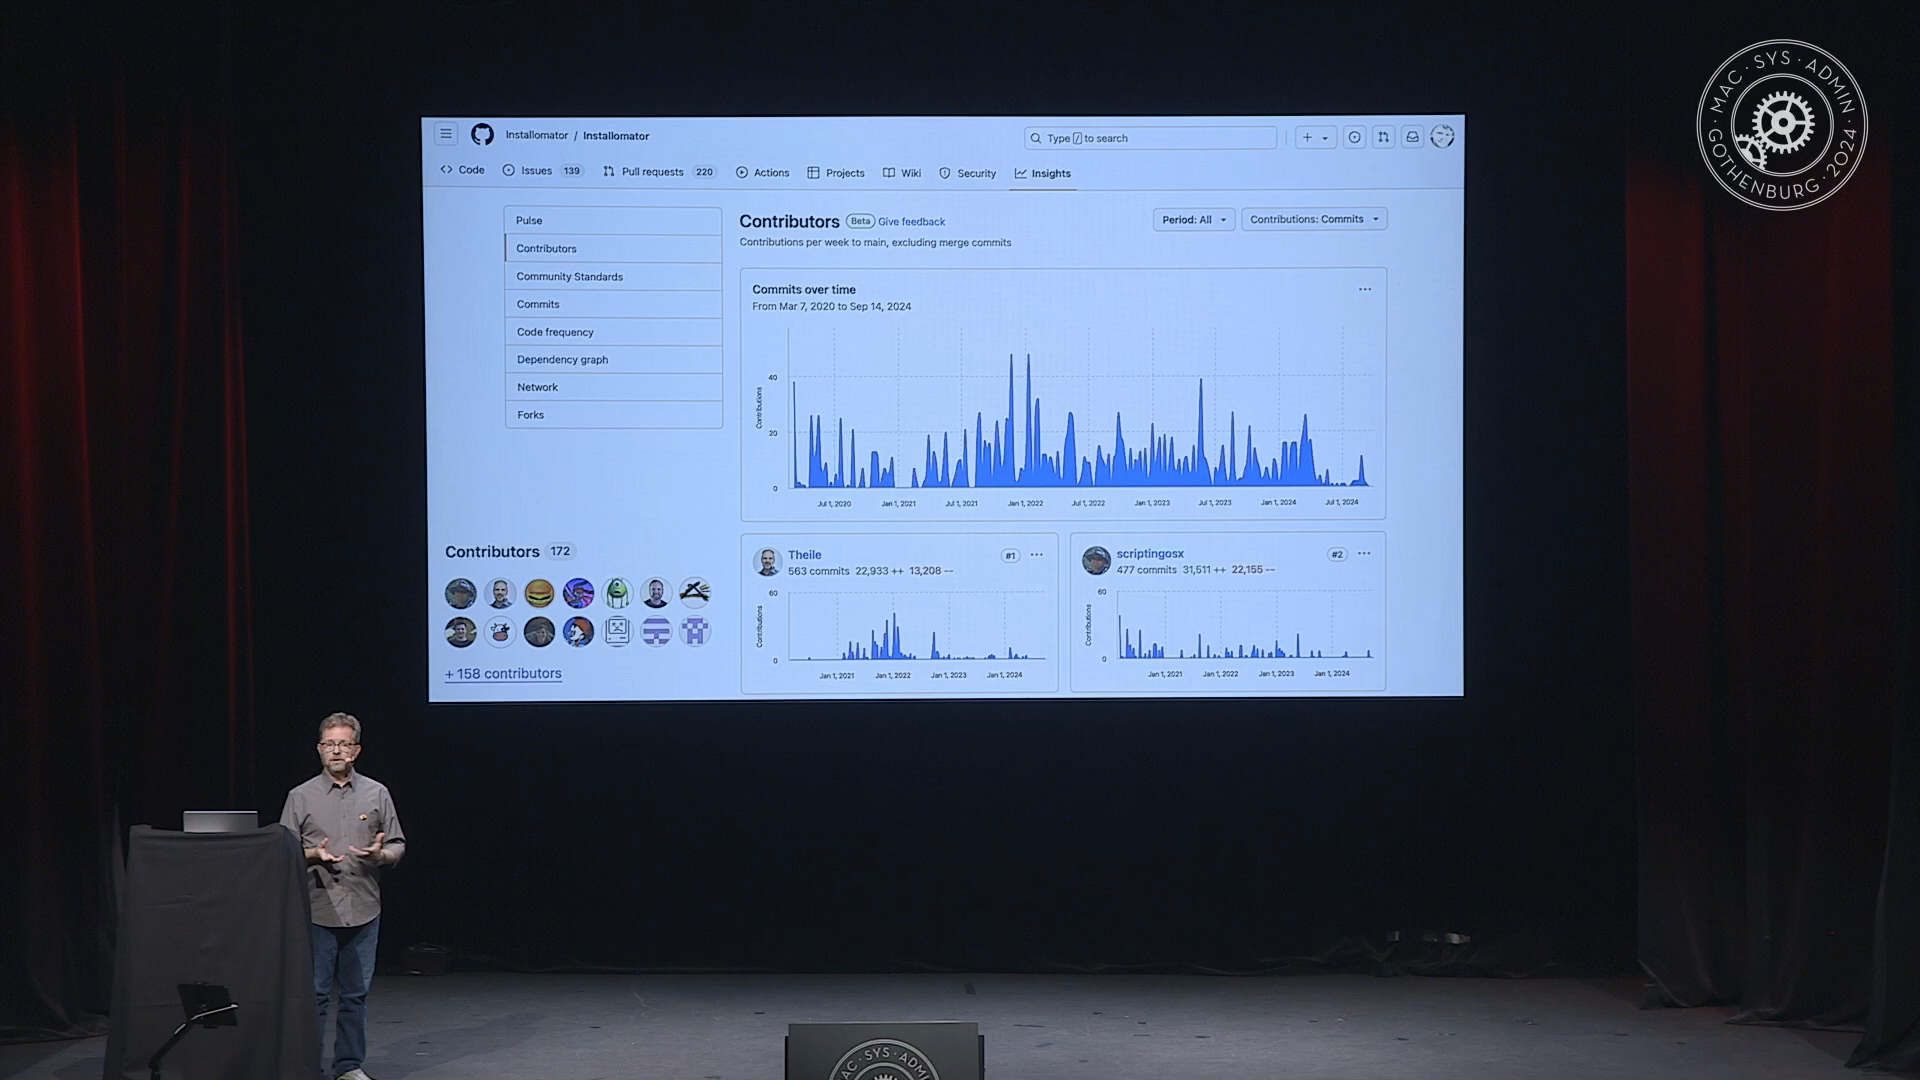 MAC · SYS · ADMIN
GOTHENBURG · 2024
Installomator / Installomator
Type / to search
Code
Issues 139
Pull requests 220
Actions
Projects
Wiki
Security
Insights
Pulse
Contributors
Community Standards
Commits
Code frequency
Dependency graph
Network
Forks
Contributors Beta Give feedback
Period: All
Contributions: Commits
Contributions per week to main, excluding merge commits
Commits over time
From Mar 7, 2020 to Sep 14, 2024
Contributions
40
20
0
Jul 1, 2020
Jan 1, 2021
Jul 1, 2021
Jan 1, 2022
Jul 1, 2022
Jan 1, 2023
Jul 1, 2023
Jan 1, 2024
Jul 1, 2024
Contributors 172
+ 158 contributors
Theile
#1
563 commits 22,933 ++ 13,208 --
60
Contributions
0
Jan 1, 2021
Jan 1, 2022
Jan 1, 2023
Jan 1, 2024
scriptingosx
#2
477 commits 31,511 ++ 22,155 --
60
Contributions
0
Jan 1, 2021
Jan 1, 2022
Jan 1, 2023
Jan 1, 2024
AC · SYS · ADMI